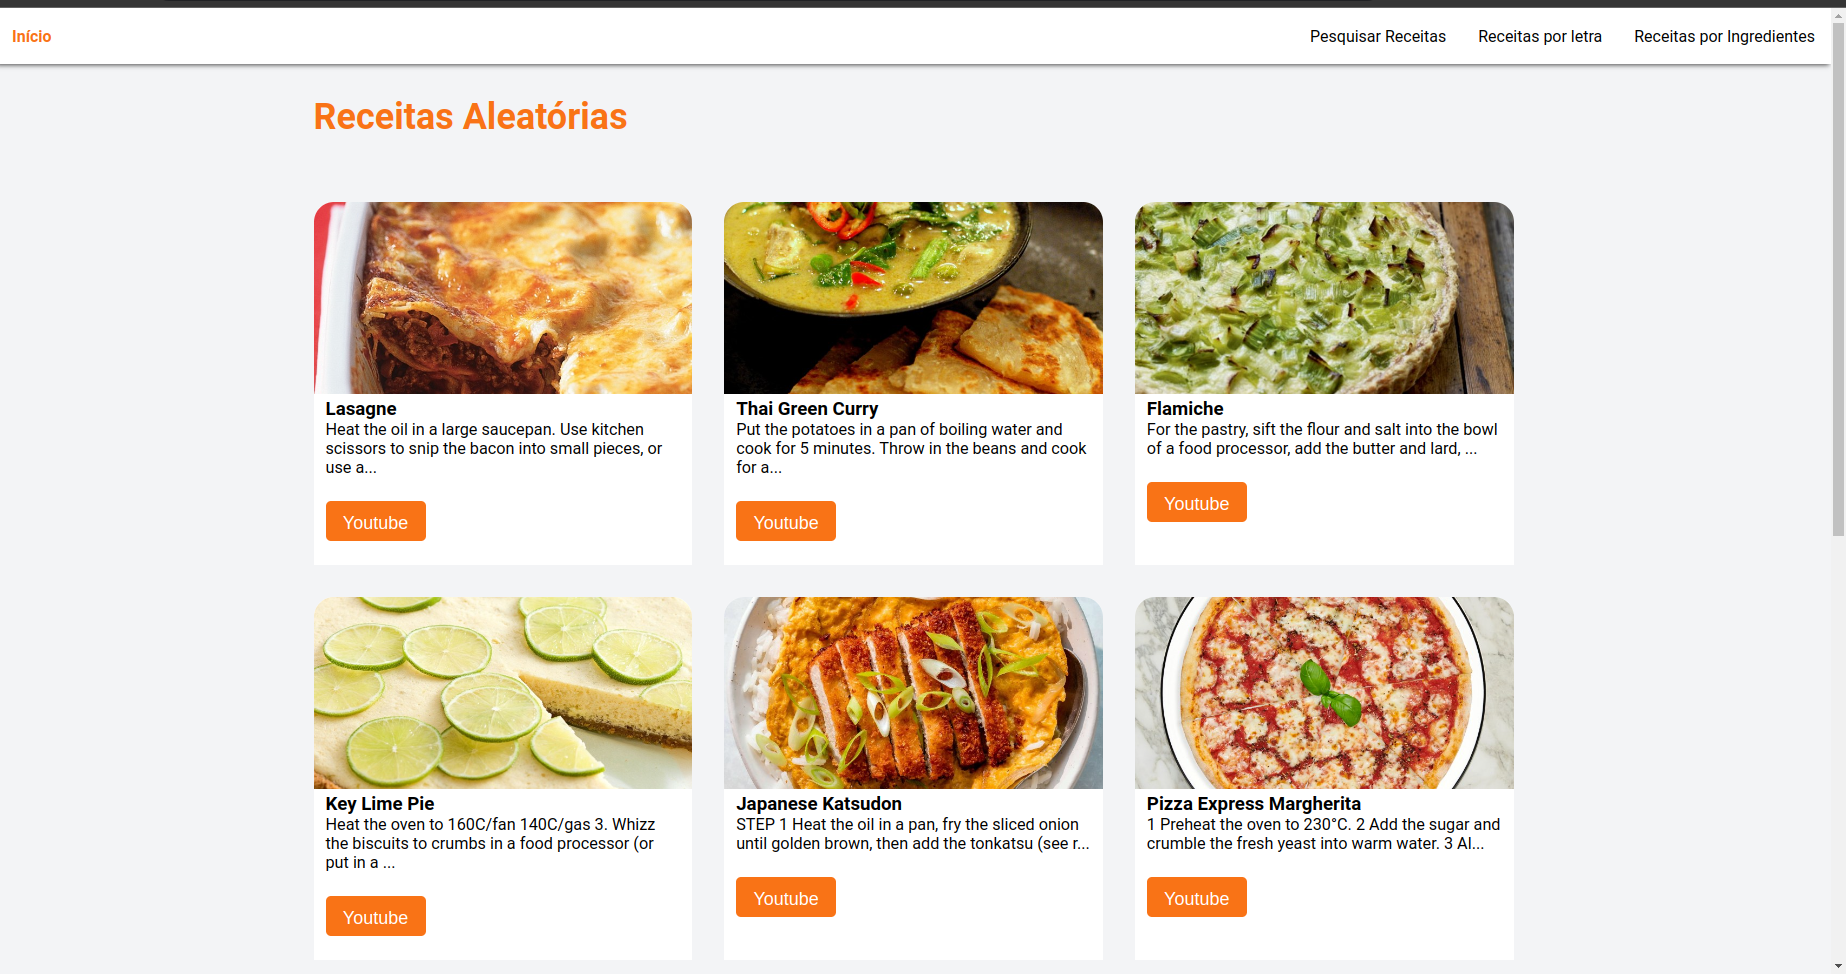 Início
Pesquisar Receitas
Receitas por letra
Receitas por Ingredientes
Receitas Aleatórias
Lasagne
Heat the oil in a large saucepan. Use kitchen
scissors to snip the bacon into small pieces, or
use a...
Youtube
Thai Green Curry
Put the potatoes in a pan of boiling water and
cook for 5 minutes. Throw in the beans and cook
for a...
Youtube
Flamiche
For the pastry, sift the flour and salt into the bowl
of a food processor, add the butter and lard, ...
Youtube
Key Lime Pie
Heat the oven to 160C/fan 140C/gas 3. Whizz
the biscuits to crumbs in a food processor (or
put in a ...
Youtube
Japanese Katsudon
STEP 1 Heat the oil in a pan, fry the sliced onion
until golden brown, then add the tonkatsu (see r...
Youtube
Pizza Express Margherita
1 Preheat the oven to 230°C. 2 Add the sugar and
crumble the fresh yeast into warm water. 3 Al...
Youtube